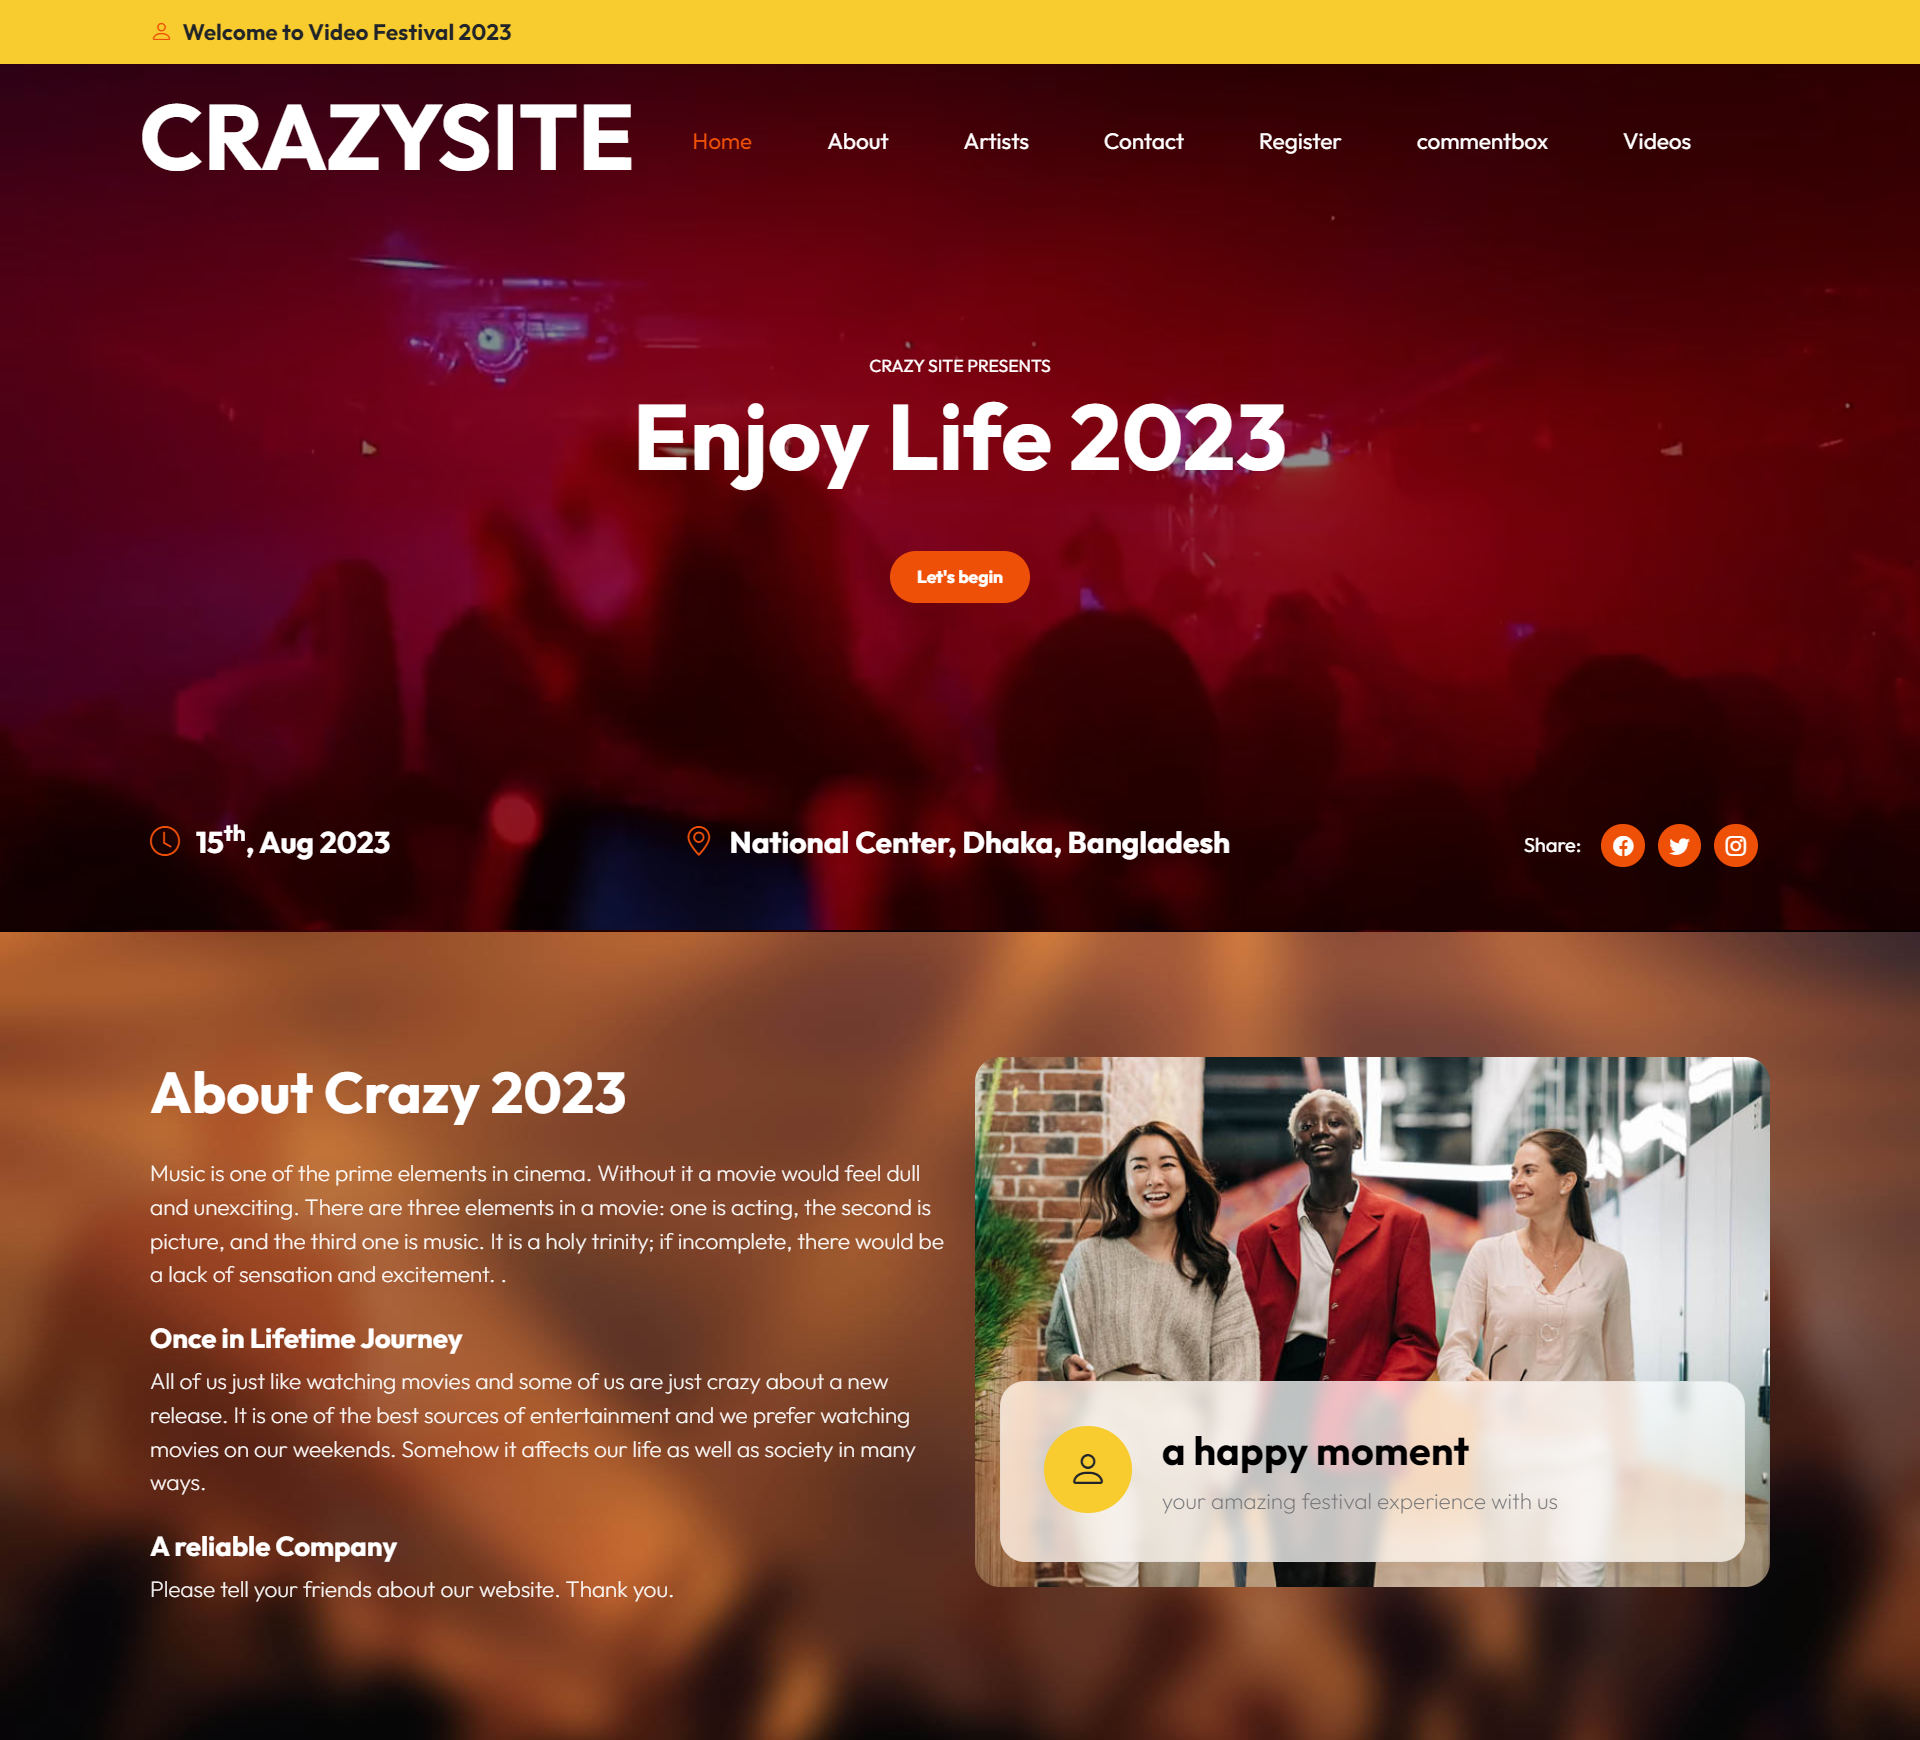 Welcome to Video Festival 2023
CRAZYSITE
Home
About
Artists
Contact
Register
commentbox
Videos
CRAZY SITE PRESENTS
Enjoy Life 2023
Let's begin
15th, Aug 2023
National Center, Dhaka, Bangladesh
Share:
About Crazy 2023
Music is one of the prime elements in cinema. Without it a movie would feel dull
and unexciting. There are three elements in a movie: one is acting, the second is
picture, and the third one is music. It is a holy trinity; if incomplete, there would be
a lack of sensation and excitement. .
Once in Lifetime Journey
All of us just like watching movies and some of us are just crazy about a new
release. It is one of the best sources of entertainment and we prefer watching
movies on our weekends. Somehow it affects our life as well as society in many
ways.
A reliable Company
Please tell your friends about our website. Thank you.
a happy moment
your amazing festival experience with us